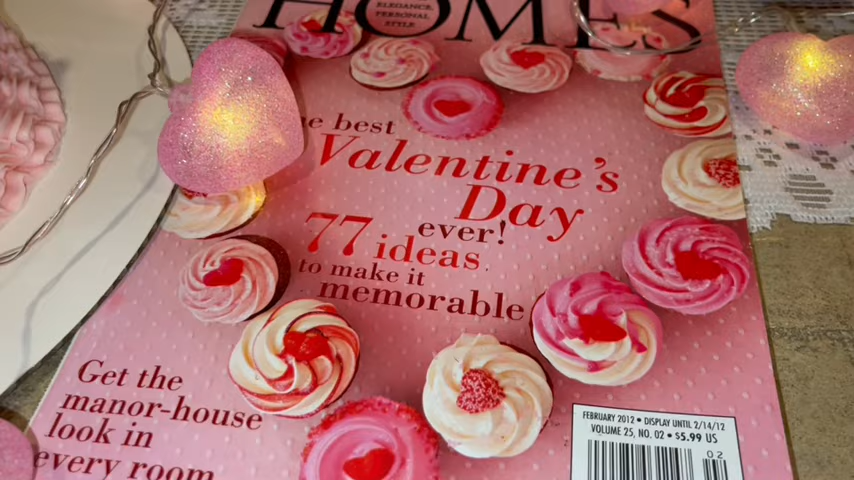 HOMES
ELEGANCE.
PERSONAL
STYLE.
best
Valentine's
Day
ever!
77 ideas
to make it
memorable
Get the
manor-house
look in
every room
FEBRUARY 2012 • DISPLAY UNTIL 2/14/12
VOLUME 25, NO. 02 • $5.99 US
02